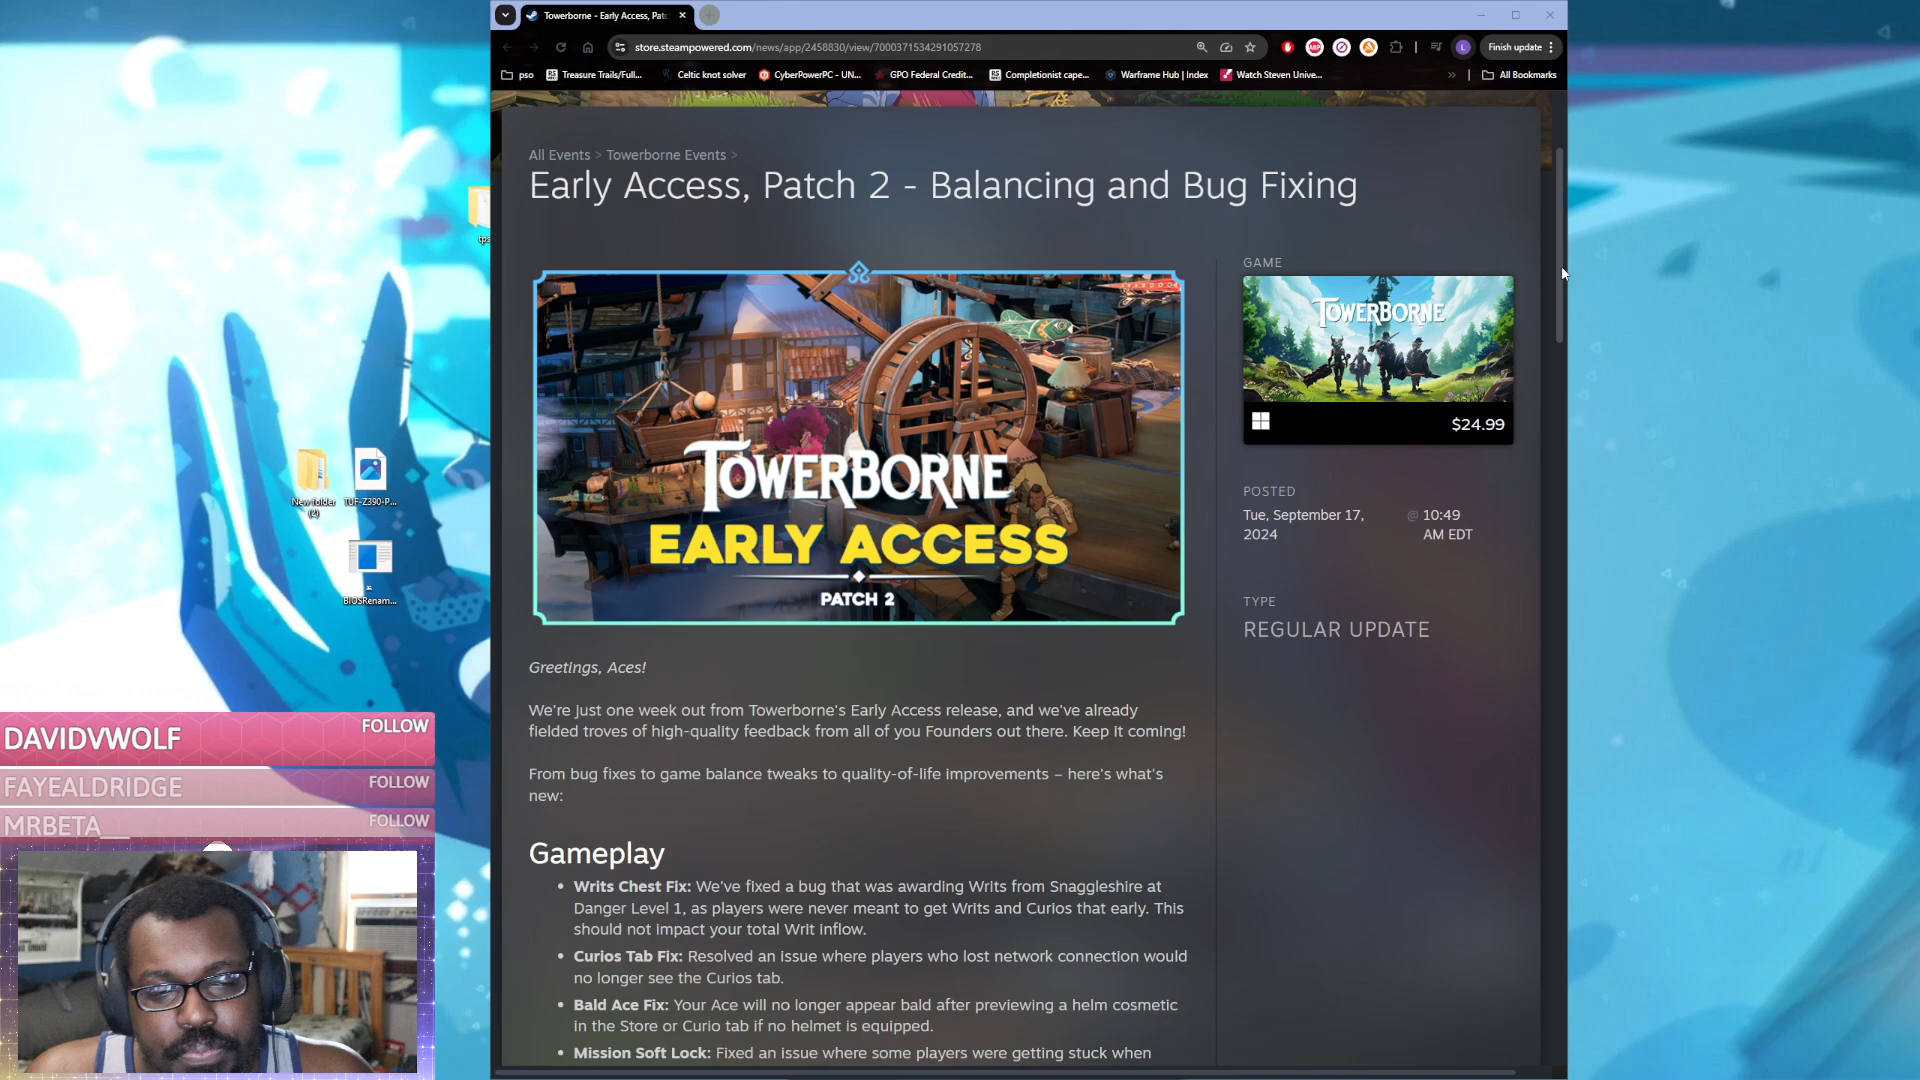 Towerborne - Early Access, Patc
store.steampowered.com/news/app/2458830/view/7000371534291057278
Finish update
pso
Treasure Trails/Full...
Celtic knot solver
CyberPowerPC - UN...
GPO Federal Credit...
Completionist cape...
Warframe Hub | Index
Watch Steven Unive...
All Bookmarks
All Events > Towerborne Events >
Early Access, Patch 2 - Balancing and Bug Fixing
TOWERBORNE
EARLY ACCESS
PATCH 2
GAME
TOWERBORNE
$24.99
POSTED
Tue, September 17, @ 10:49
2024 AM EDT
TYPE
REGULAR UPDATE
Greetings, Aces!
We're just one week out from Towerborne's Early Access release, and we've already
fielded troves of high-quality feedback from all of you Founders out there. Keep it coming!
From bug fixes to game balance tweaks to quality-of-life improvements – here's what's
new:
Gameplay
• Writs Chest Fix: We've fixed a bug that was awarding Writs from Snaggleshire at
Danger Level 1, as players were never meant to get Writs and Curios that early. This
should not impact your total Writ inflow.
• Curios Tab Fix: Resolved an issue where players who lost network connection would
no longer see the Curios tab.
• Bald Ace Fix: Your Ace will no longer appear bald after previewing a helm cosmetic
in the Store or Curio tab if no helmet is equipped.
• Mission Soft Lock: Fixed an issue where some players were getting stuck when
tps
New folder
(2)
TUF-Z390-P...
BIOSRenam...
DAVIDVWOLF FOLLOW
FAYEALDRIDGE FOLLOW
MRBETA__ FOLLOW